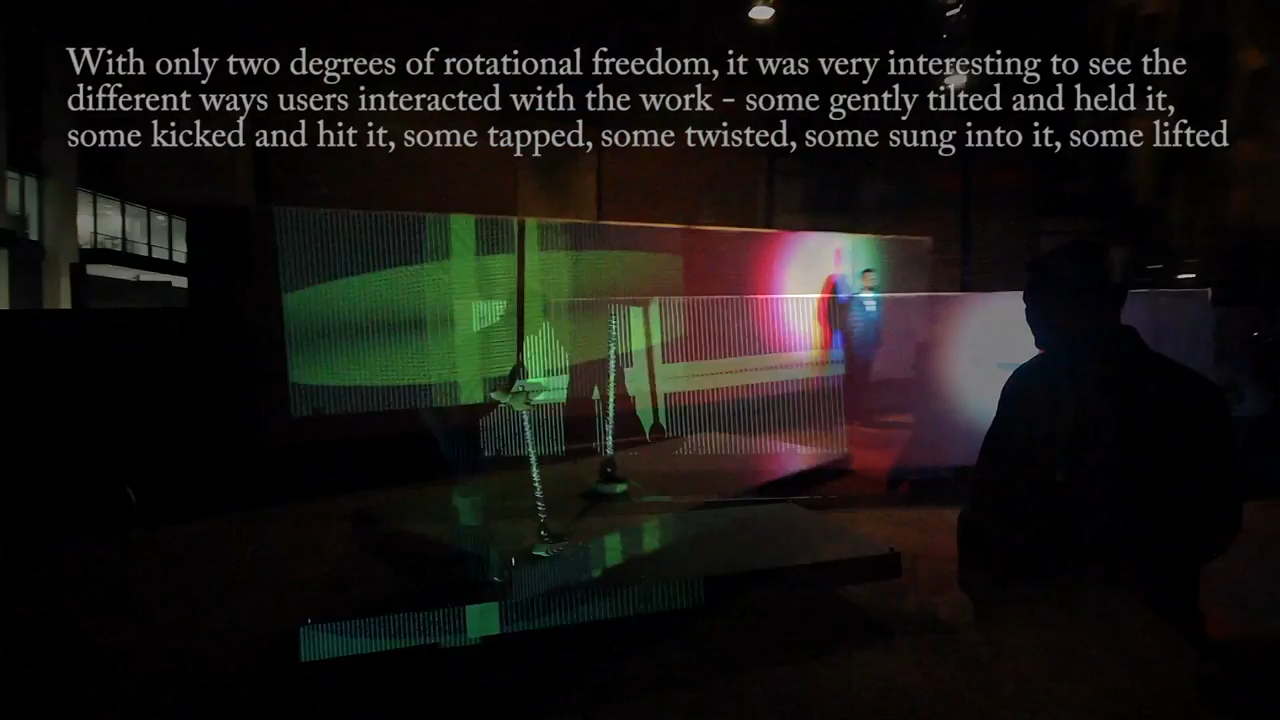 With only two degrees of rotational freedom, it was very interesting to see the
different ways users interacted with the work - some gently tilted and held it,
some kicked and hit it, some tapped, some twisted, some sung into it, some lifted